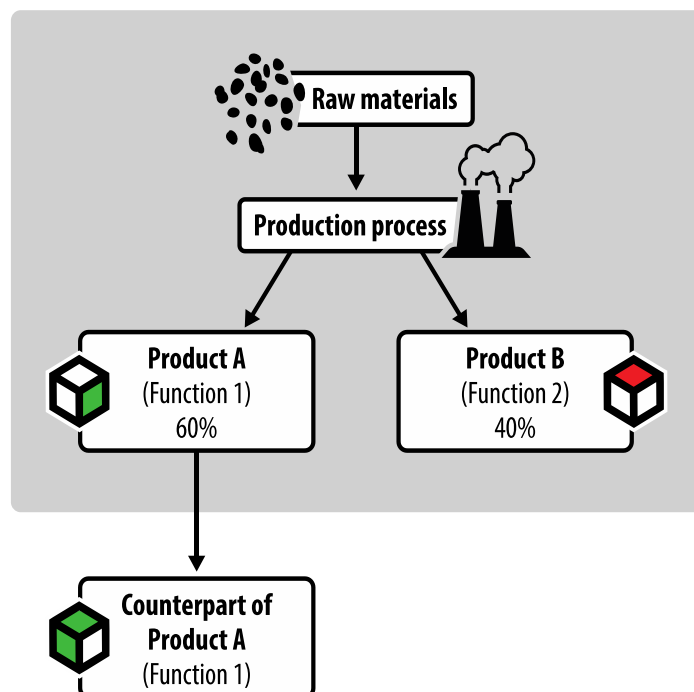 Raw materials
Production process
Product A
(Function 1)
60%
Product B
(Function 2)
40%
Counterpart of
Product A
(Function 1)